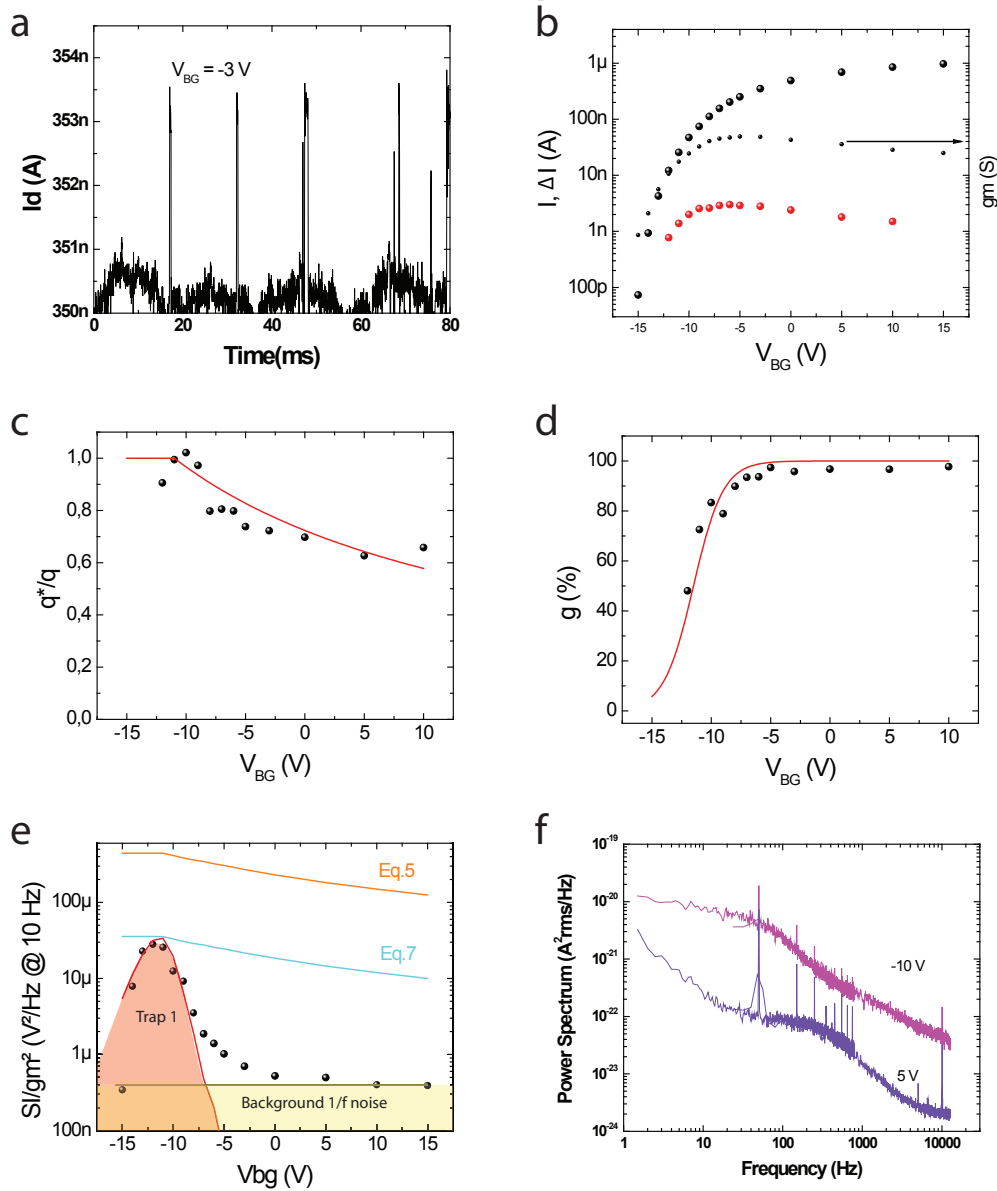 a
354n
353n
352n
351n
350n
Id (A)
V_BG = -3 V
0 20 40 60 80
Time(ms)
b
1µ
100n
10n
1n
100p
I, Δ I (A)
gm (S)
-15 -10 -5 0 5 10 15
V_BG (V)
c
1,0
0,8
0,6
0,4
0,2
0,0
q*/q
-15 -10 -5 0 5 10
V_BG (V)
d
100
80
60
40
20
0
g (%)
-15 -10 -5 0 5 10
V_BG (V)
e
100µ
10µ
1µ
100n
SI/gm² (V²/Hz @ 10 Hz)
Eq.5
Eq.7
Trap 1
Background 1/f noise
-15 -10 -5 0 5 10 15
Vbg (V)
f
10^-19
10^-20
10^-21
10^-22
10^-23
10^-24
Power Spectrum (A²rms/Hz)
-10 V
5 V
1 10 100 1000 10000
Frequency (Hz)